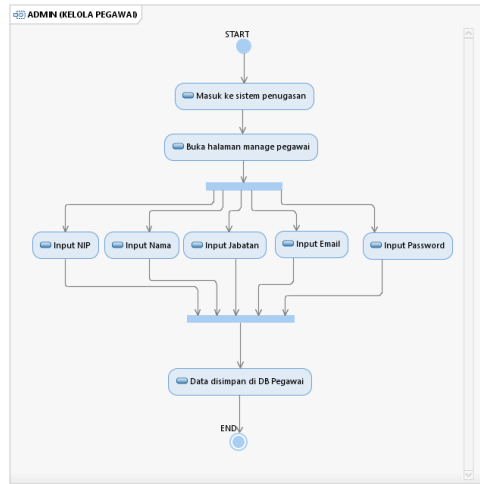 ADMIN (KELOLA PEGAWAI)
START
Masuk ke sistem penugasan
Buka halaman manage pegawai
Input NIP
Input Nama
Input Jabatan
Input Email
Input Password
Data disimpan di DB Pegawai
END